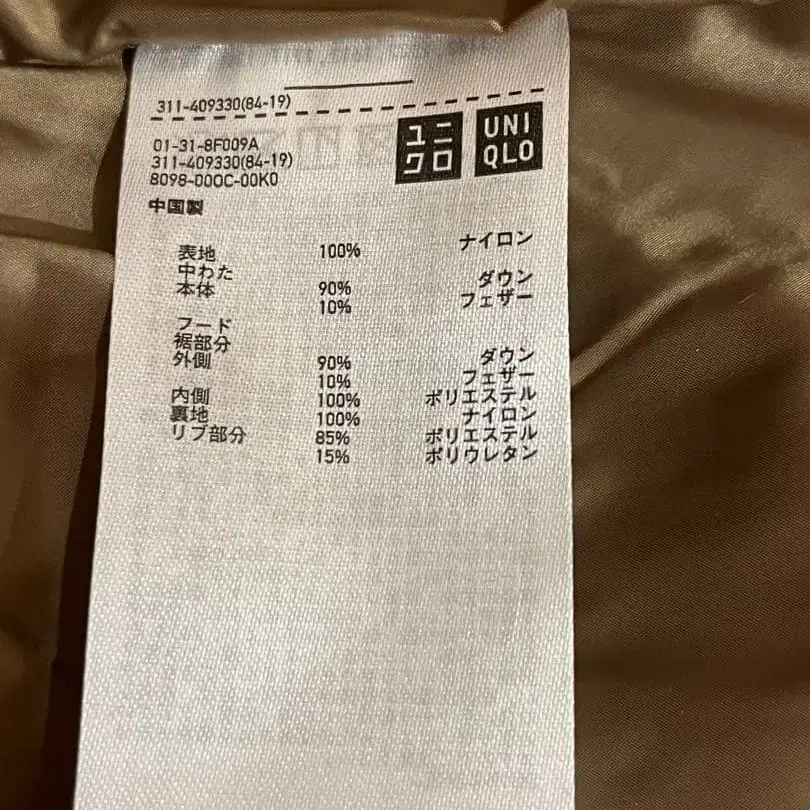 311-409330(84-19)
ユニクロ
UNIQLO
01-31-8F009A
311-409330(84-19)
8098-D00C-00K0
中国製
表地 100% ナイロン
中わた
本体 90% ダウン
10% フェザー
フード
裾部分
外側 90% ダウン
10% フェザー
内側 100% ポリエステル
裏地 100% ナイロン
リブ部分 85% ポリエステル
15% ポリウレタン